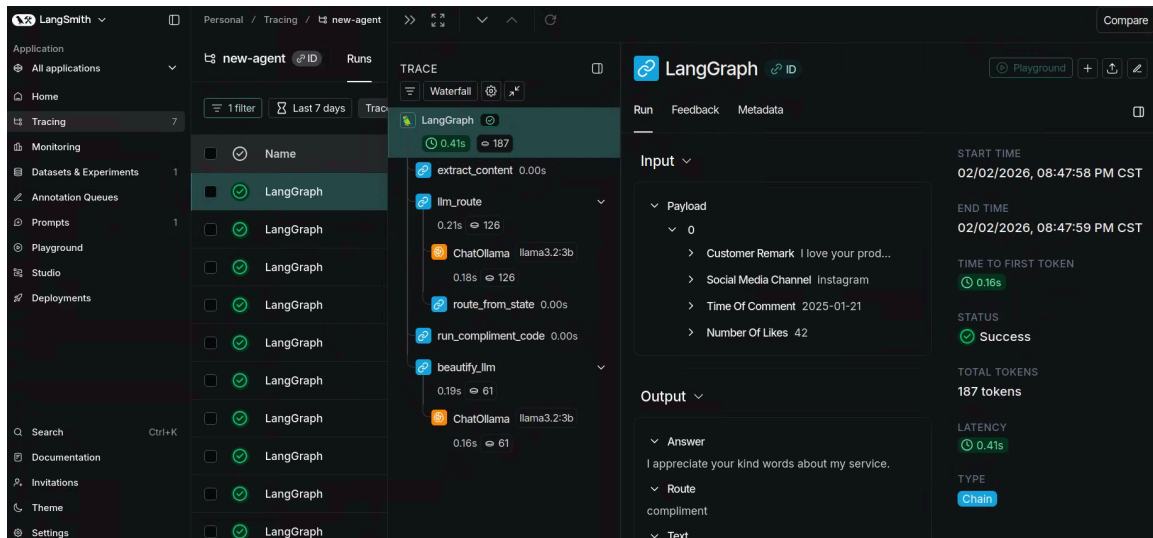 LangSmith
Application
All applications
Home
Tracing 7
Monitoring
Datasets & Experiments 1
Annotation Queues
Prompts 1
Playground
Studio
Deployments
Search Ctrl+K
Documentation
Invitations
Theme
Settings
Personal / Tracing / new-agent
new-agent ID Runs
1 filter Last 7 days Trac
Name
LangGraph
LangGraph
LangGraph
LangGraph
LangGraph
LangGraph
LangGraph
LangGraph
LangGraph
LangGraph
TRACE
Waterfall
LangGraph
0.41s 187
extract_content 0.00s
llm_route
0.21s 126
ChatOllama llama3.2:3b
0.18s 126
route_from_state 0.00s
run_compliment_code 0.00s
beautify_llm
0.19s 61
ChatOllama llama3.2:3b
0.16s 61
Compare
LangGraph ID
Playground
Run Feedback Metadata
Input
Payload
0
Customer Remark I love your prod...
Social Media Channel Instagram
Time Of Comment 2025-01-21
Number Of Likes 42
Output
Answer
I appreciate your kind words about my service.
Route
compliment
Text
START TIME
02/02/2026, 08:47:58 PM CST
END TIME
02/02/2026, 08:47:59 PM CST
TIME TO FIRST TOKEN
0.16s
STATUS
Success
TOTAL TOKENS
187 tokens
LATENCY
0.41s
TYPE
Chain